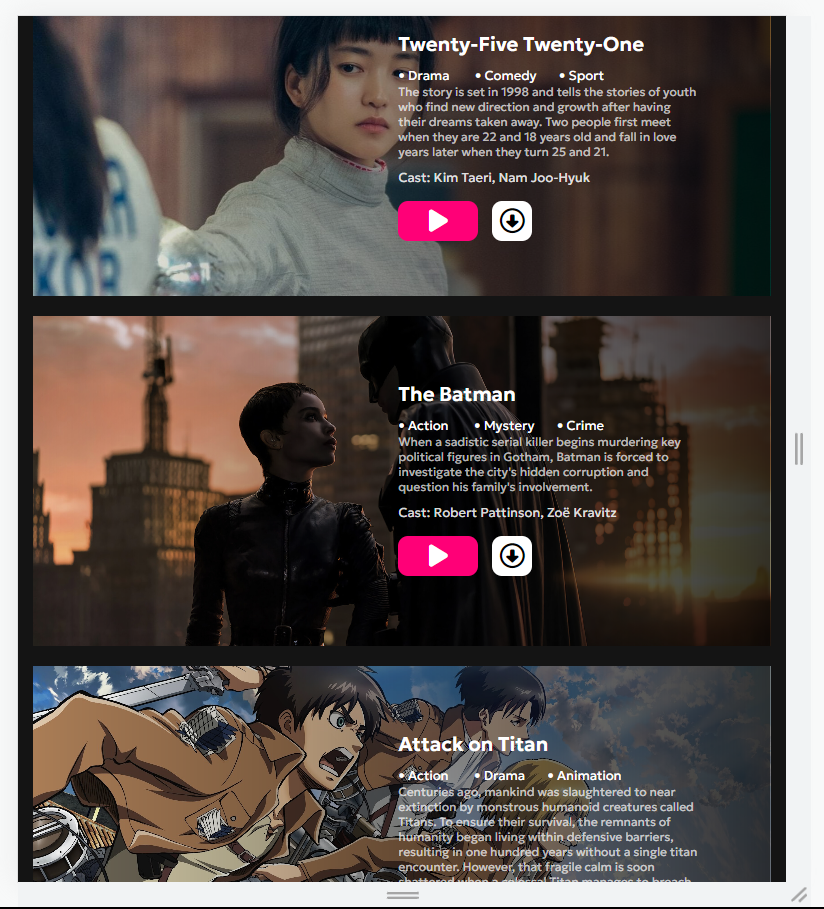 Twenty-Five Twenty-One
• Drama • Comedy • Sport
The story is set in 1998 and tells the stories of youth
who find new direction and growth after having
their dreams taken away. Two people first meet
when they are 22 and 18 years old and fall in love
years later when they turn 25 and 21.
Cast: Kim Taeri, Nam Joo-Hyuk
The Batman
• Action • Mystery • Crime
When a sadistic serial killer begins murdering key
political figures in Gotham, Batman is forced to
investigate the city's hidden corruption and
question his family's involvement.
Cast: Robert Pattinson, Zoë Kravitz
Attack on Titan
• Action • Drama • Animation
Centuries ago, mankind was slaughtered to near
extinction by monstrous humanoid creatures called
Titans. To ensure their survival, the remnants of
humanity began living within defensive barriers,
resulting in one hundred years without a single titan
encounter. However, that fragile calm is soon
shattered when a colossal Titan manages to breach